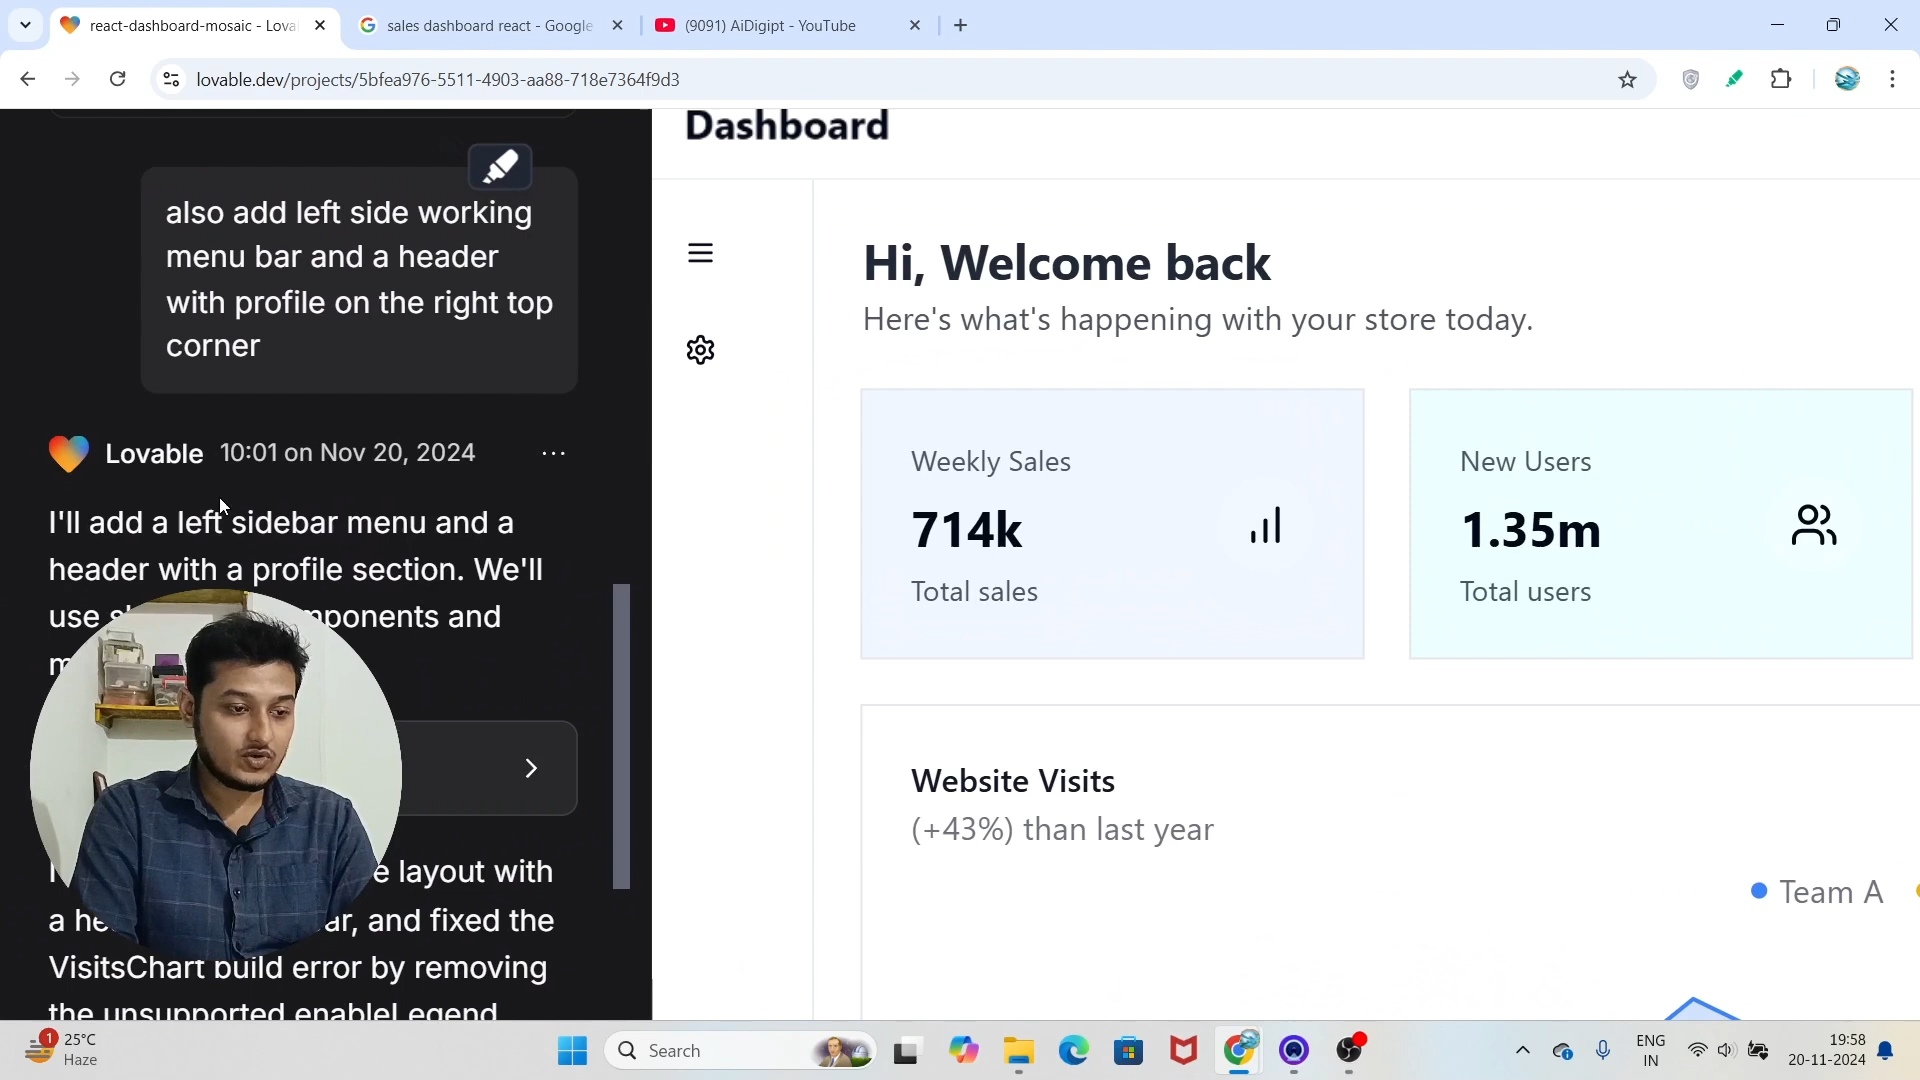 react-dashboard-mosaic - Lova
sales dashboard react - Google
(9091) AiDigipt - YouTube
lovable.dev/projects/5bfea976-5511-4903-aa88-718e7364f9d3
also add left side working
menu bar and a header
with profile on the right top
corner
Lovable 10:01 on Nov 20, 2024
I'll add a left sidebar menu and a
header with a profile section. We'll
use
ponents and
layout with
and fixed the
VisitsChart build error by removing
the unsupported enableLegend
Dashboard
Hi, Welcome back
Here's what's happening with your store today.
Weekly Sales
714k
Total sales
New Users
1.35m
Total users
Website Visits
(+43%) than last year
Team A
1
25°C
Haze
Search
ENG
IN
19:58
20-11-2024